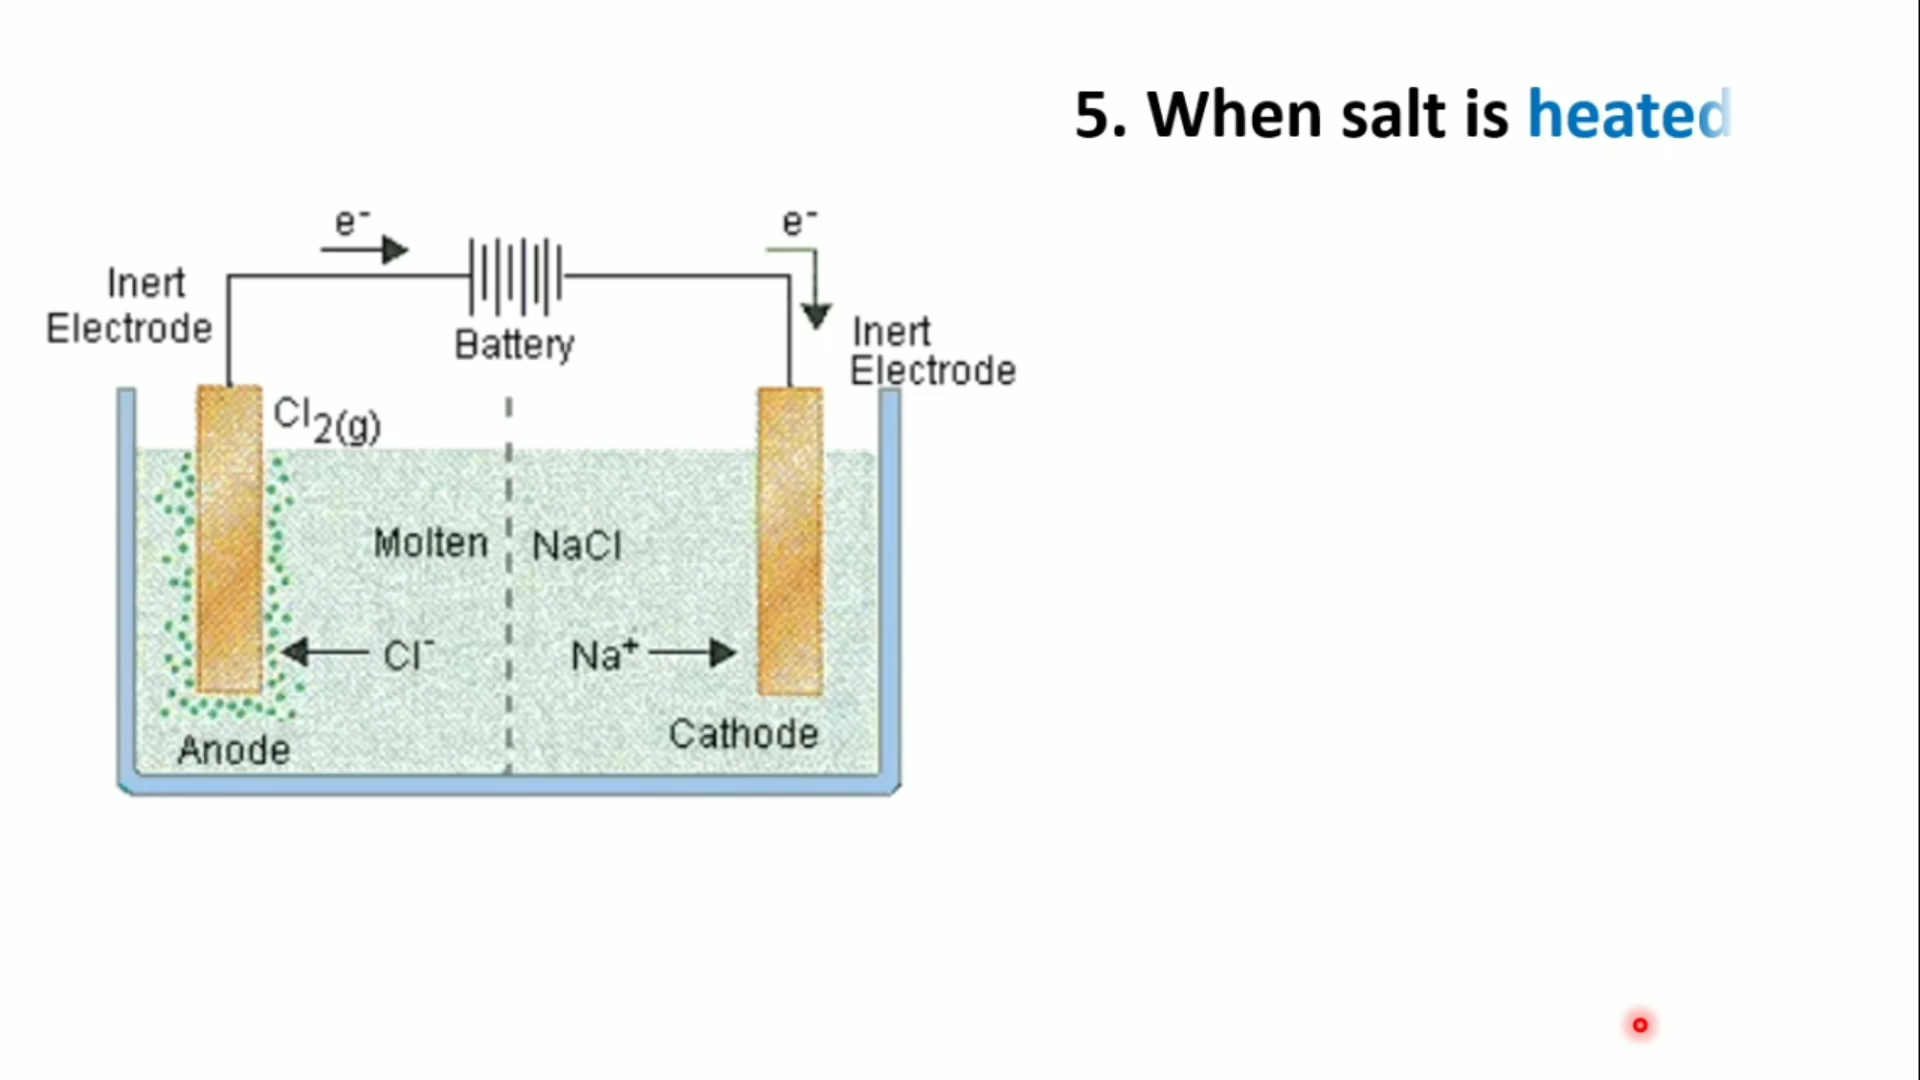 5. When salt is heated
e⁻
e⁻
Inert
Electrode
Battery
Inert
Electrode
Cl₂(g)
Molten NaCl
Cl⁻
Na⁺
Anode
Cathode